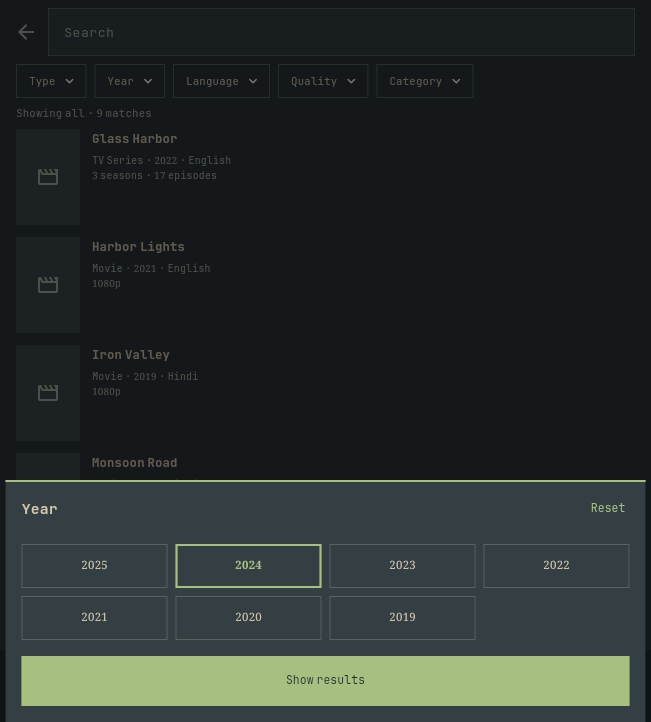 Search
Type Year Language Quality Category
Showing all · 9 matches
Glass Harbor
TV Series · 2022 · English
3 seasons · 17 episodes
Harbor Lights
Movie · 2021 · English
1080p
Iron Valley
Movie · 2019 · Hindi
1080p
Monsoon Road
Year Reset
2025 2024 2023 2022
2021 2020 2019
Show results